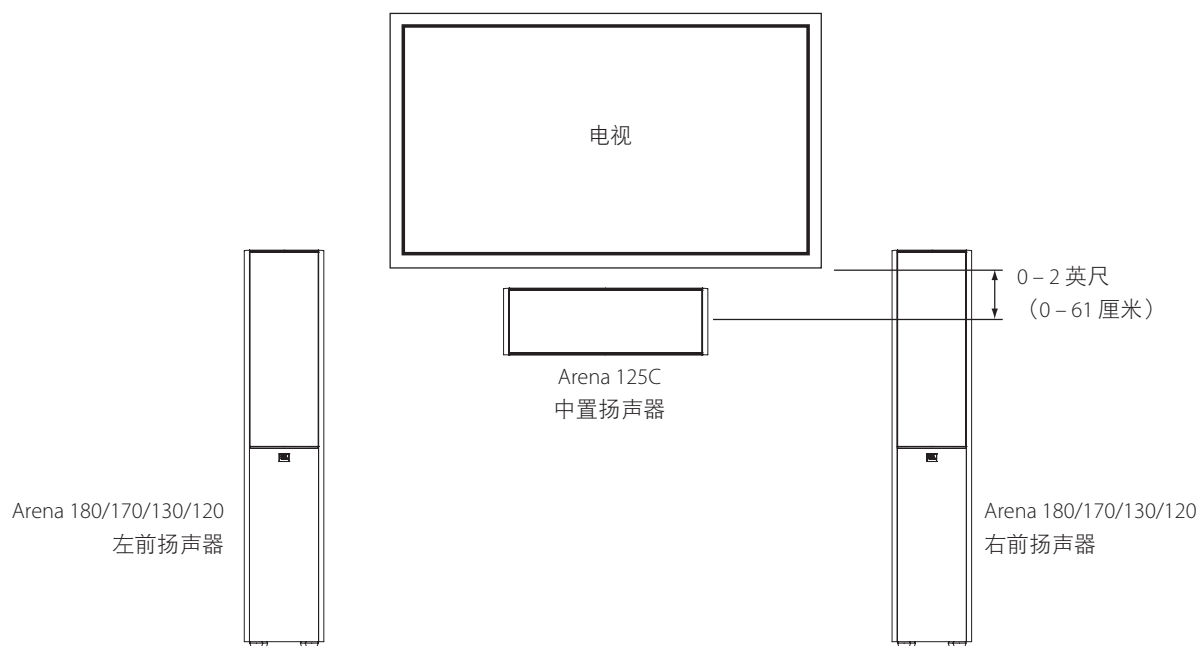 电视
0 – 2 英尺
（0 – 61 厘米）
Arena 125C
中置扬声器
Arena 180/170/130/120
左前扬声器
Arena 180/170/130/120
右前扬声器